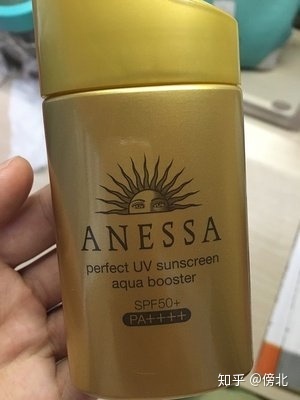 ANESSA
perfect UV sunscreen
aqua booster
SPF50+
PA++++
知乎 @傍北